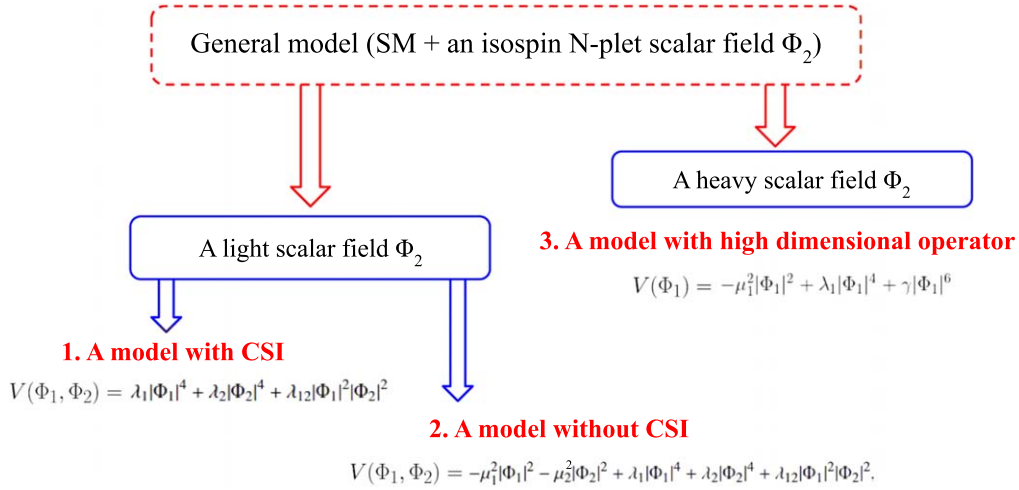 General model (SM + an isospin N-plet scalar field Φ₂)
A heavy scalar field Φ₂
3. A model with high dimensional operator
V(Φ₁) = −μ₁²|Φ₁|² + λ₁|Φ₁|⁴ + γ|Φ₁|⁶
A light scalar field Φ₂
1. A model with CSI
V(Φ₁, Φ₂) = λ₁|Φ₁|⁴ + λ₂|Φ₂|⁴ + λ₁₂|Φ₁|²|Φ₂|²
2. A model without CSI
V(Φ₁, Φ₂) = −μ₁²|Φ₁|² − μ₂²|Φ₂|² + λ₁|Φ₁|⁴ + λ₂|Φ₂|⁴ + λ₁₂|Φ₁|²|Φ₂|².